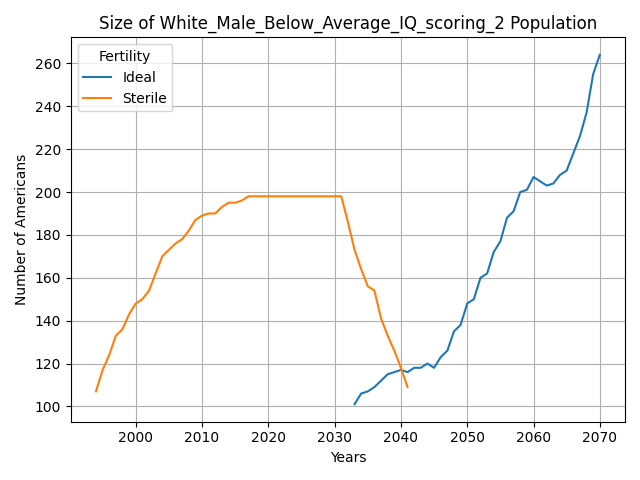 Size of White_Male_Below_Average_IQ_scoring_2 Population
Fertility
Ideal
Sterile
Number of Americans
260
240
220
200
180
160
140
120
100
2000 2010 2020 2030 2040 2050 2060 2070
Years